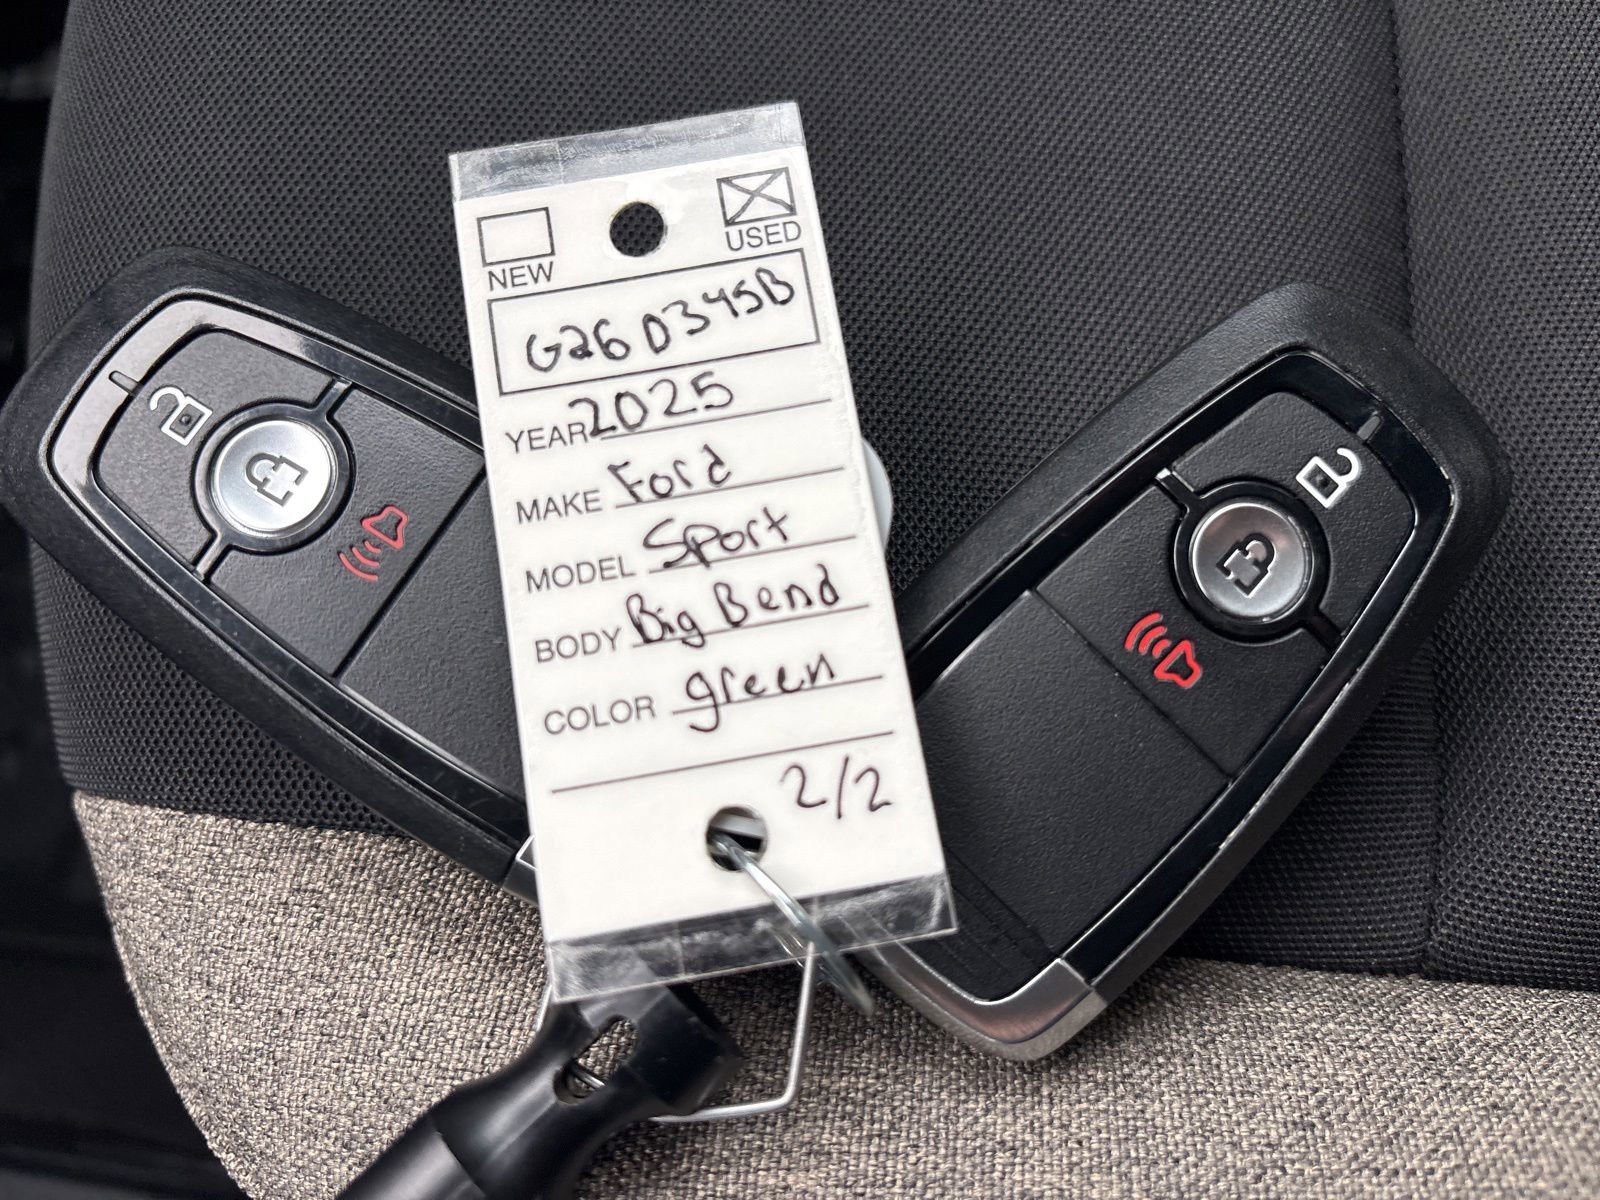 NEW USED
G26D345B
YEAR 2025
MAKE Ford
MODEL Sport
BODY Big Bend
COLOR green
2/2